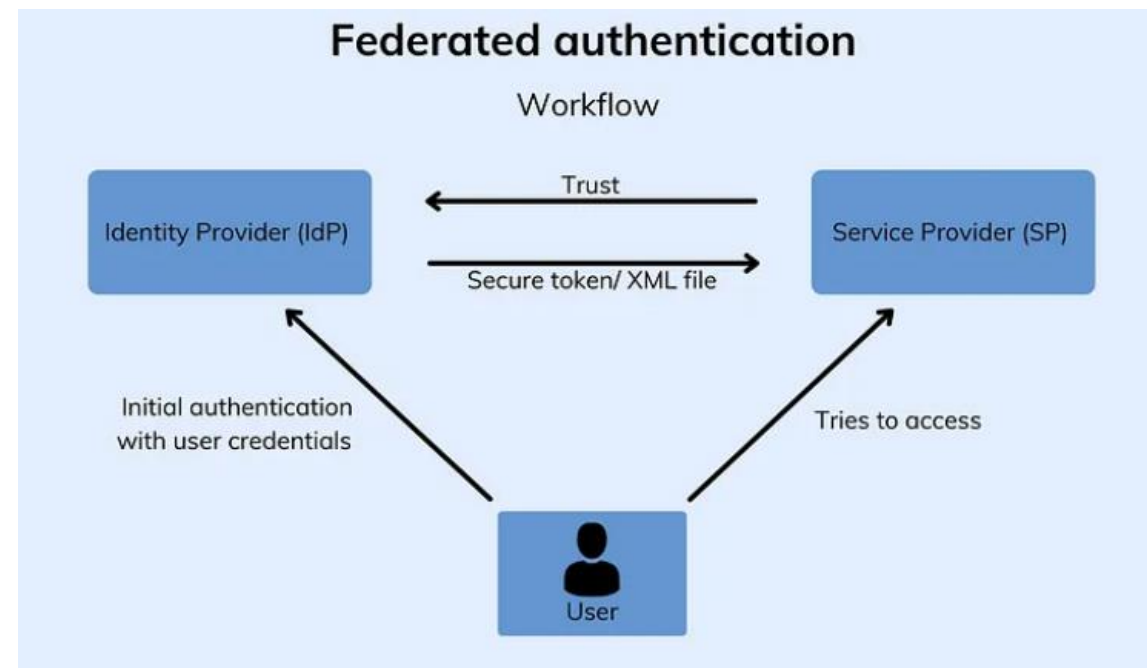 Federated authentication
Workflow
Trust
Identity Provider (IdP)
Service Provider (SP)
Secure token/ XML file
Initial authentication
with user credentials
Tries to access
User